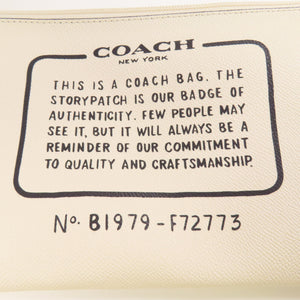 COACH
NEW YORK
THIS IS A COACH BAG. THE
STORYPATCH IS OUR BADGE OF
AUTHENTICITY. FEW PEOPLE MAY
SEE IT, BUT IT WILL ALWAYS BE A
REMINDER OF OUR COMMITMENT
TO QUALITY AND CRAFTSMANSHIP.
No. B1979-F72773